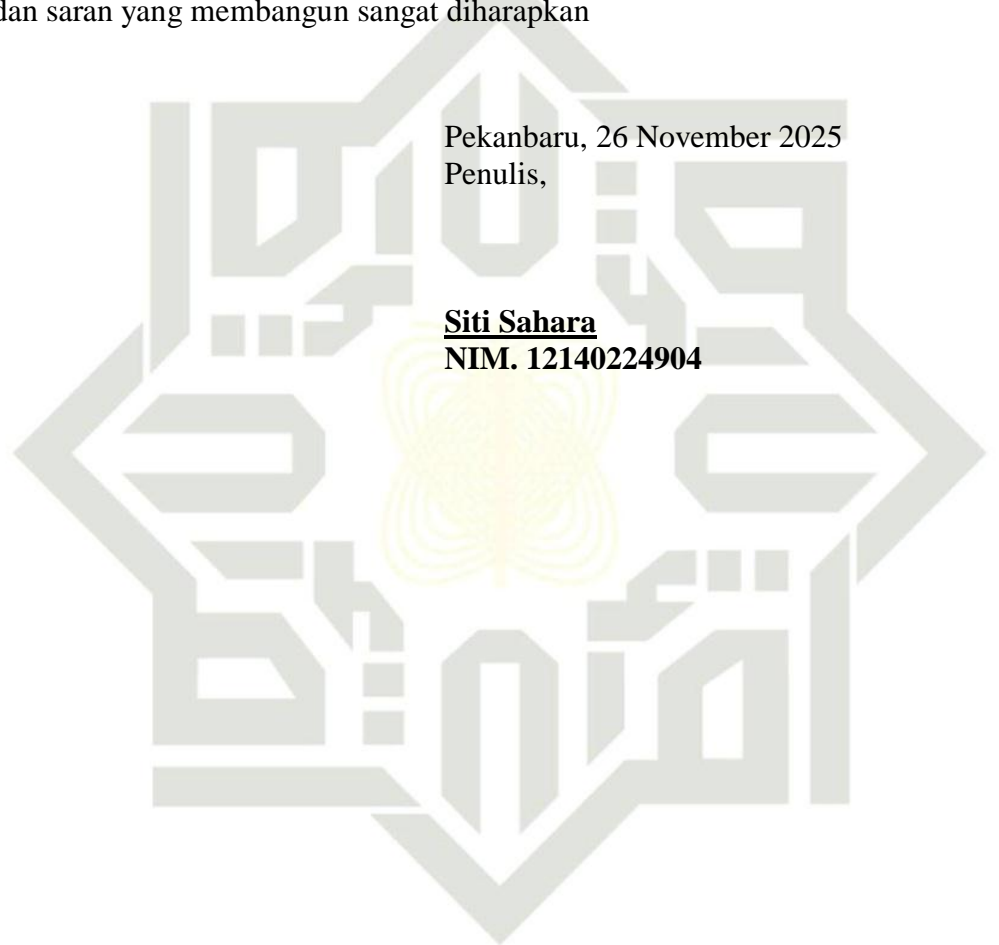 dan saran yang membangun sangat diharapkan
Pekanbaru, 26 November 2025
Penulis,
Siti Sahara
NIM. 12140224904